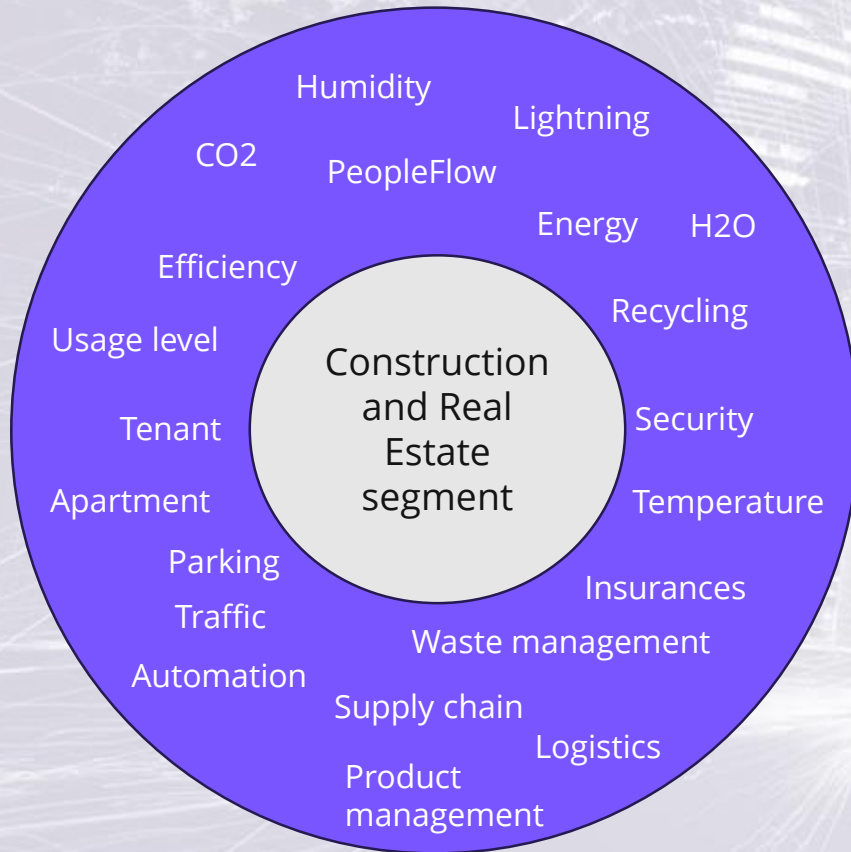 Humidity
Lightning
CO2
PeopleFlow
Energy
H2O
Efficiency
Recycling
Usage level
Construction
and Real
Estate
segment
Tenant
Security
Apartment
Temperature
Parking
Insurances
Traffic
Waste management
Automation
Supply chain
Logistics
Product
management